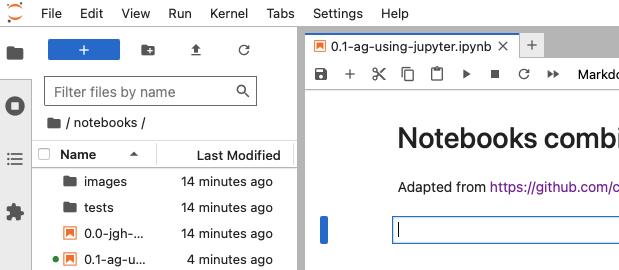 File Edit View Run Kernel Tabs Settings Help
0.1-ag-using-jupyter.ipynb
Filter files by name
/ notebooks /
Name Last Modified
images 14 minutes ago
tests 14 minutes ago
0.0-jgh-... 14 minutes ago
0.1-ag-u... 4 minutes ago
Markdo
Notebooks combi
Adapted from https://github.com/c